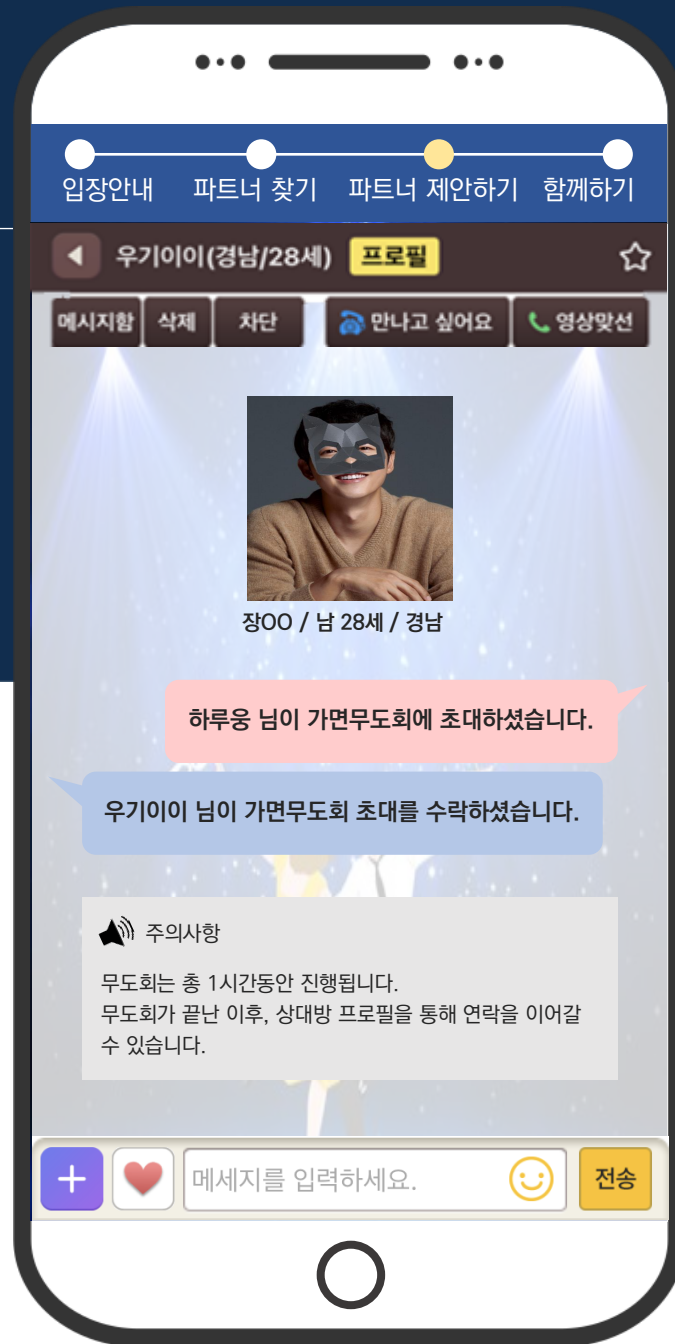 입장안내 파트너 찾기 파트너 제안하기 함께하기
우기이이(경남/28세) 프로필
메시지함 삭제 차단 만나고 싶어요 영상맞선
장OO / 남 28세 / 경남
하루웅 님이 가면무도회에 초대하셨습니다.
우기이이 님이 가면무도회 초대를 수락하셨습니다.
주의사항
무도회는 총 1시간동안 진행됩니다.
무도회가 끝난 이후, 상대방 프로필을 통해 연락을 이어갈
수 있습니다.
메세지를 입력하세요. 전송